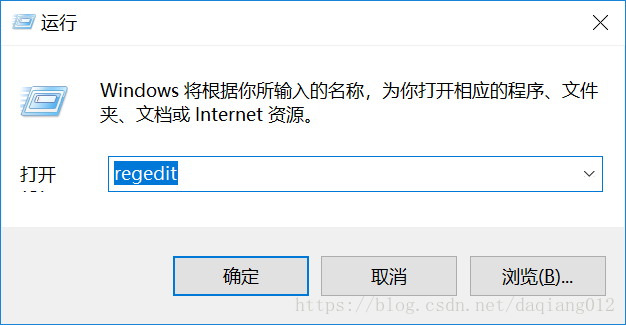 运行
Windows 将根据你所输入的名称，为你打开相应的程序、文件
夹、文档或 Internet 资源。
打开
regedit
确定
取消
浏览(B)...
https://blog.csdn.net/daqiang012